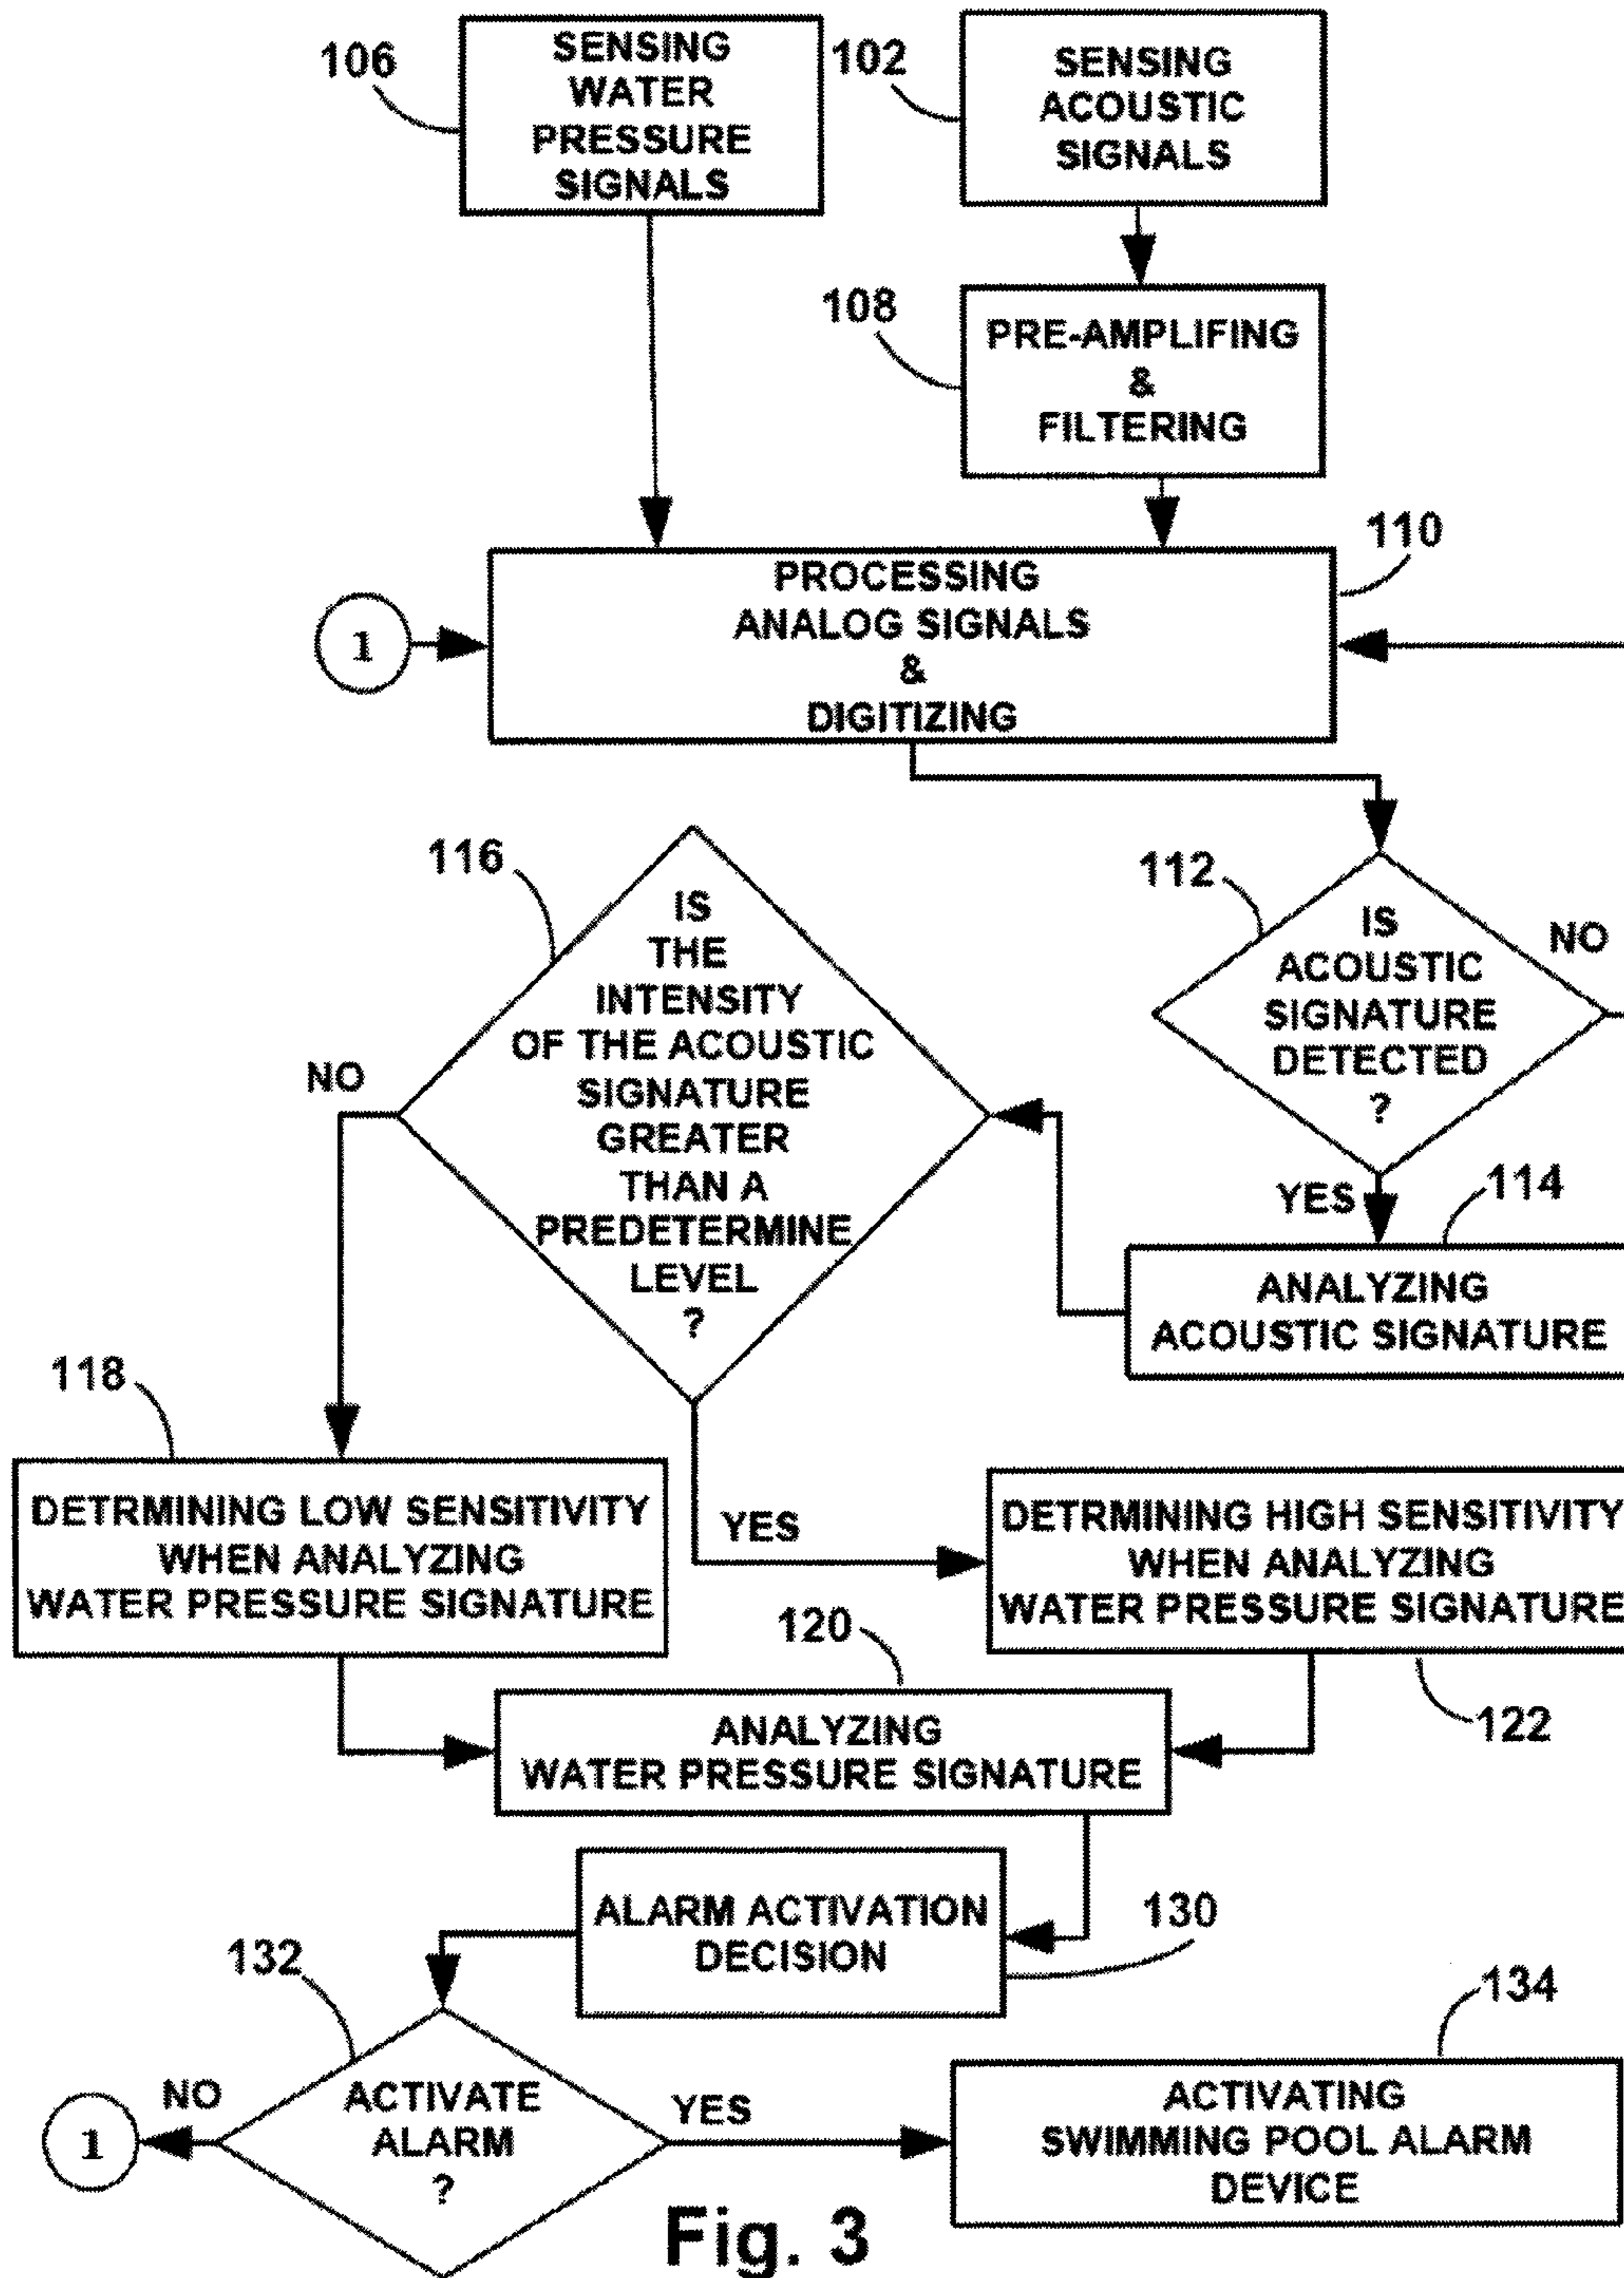 106
SENSING
WATER
PRESSURE
SIGNALS
102
SENSING
ACOUSTIC
SIGNALS
108
PRE-AMPLIFING
&
FILTERING
110
PROCESSING
ANALOG SIGNALS
&
DIGITIZING
1
116
IS
THE
INTENSITY
OF THE ACOUSTIC
SIGNATURE
GREATER
THAN A
PREDETERMINE
LEVEL
?
112
IS
ACOUSTIC
SIGNATURE
DETECTED
?
NO
NO
YES
114
ANALYZING
ACOUSTIC SIGNATURE
118
DETRMINING LOW SENSITIVITY
WHEN ANALYZING
WATER PRESSURE SIGNATURE
YES
DETRMINING HIGH SENSITIVITY
WHEN ANALYZING
WATER PRESSURE SIGNATURE
120
122
ANALYZING
WATER PRESSURE SIGNATURE
ALARM ACTIVATION
DECISION
130
132
134
NO
1
ACTIVATE
ALARM
?
YES
ACTIVATING
SWIMMING POOL ALARM
DEVICE
Fig. 3